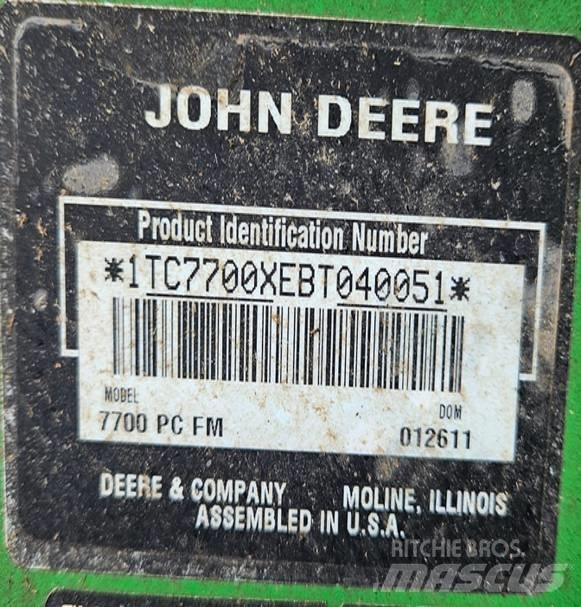 JOHN DEERE
Product Identification Number
*1TC7700XEBT040051*
MODEL DOM
7700 PC FM 012611
DEERE & COMPANY MOLINE, ILLINOIS
ASSEMBLED IN U.S.A.
RITCHIE BROS.
mascus